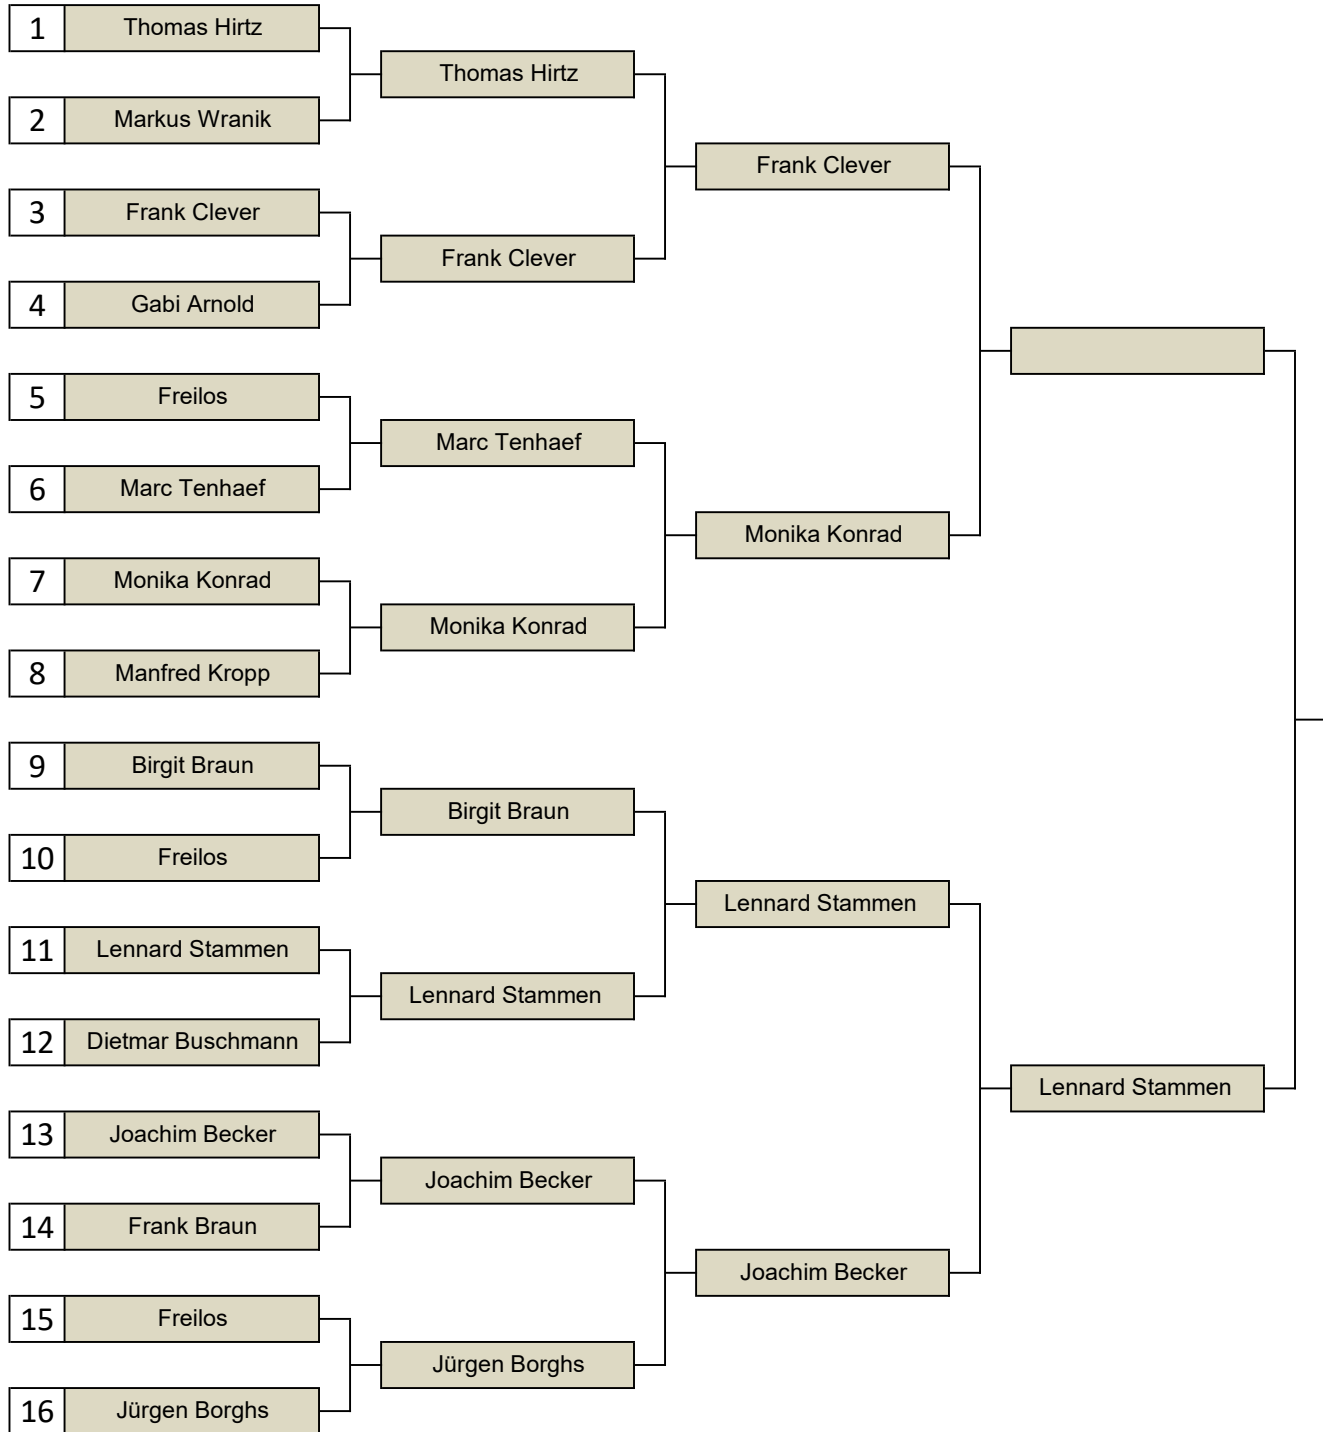 1 Thomas Hirtz
2 Markus Wranik
3 Frank Clever
4 Gabi Arnold
5 Freilos
6 Marc Tenhaef
7 Monika Konrad
8 Manfred Kropp
9 Birgit Braun
10 Freilos
11 Lennard Stammen
12 Dietmar Buschmann
13 Joachim Becker
14 Frank Braun
15 Freilos
16 Jürgen Borghs
Thomas Hirtz
Frank Clever
Marc Tenhaef
Monika Konrad
Birgit Braun
Lennard Stammen
Joachim Becker
Jürgen Borghs
Frank Clever
Monika Konrad
Lennard Stammen
Joachim Becker
Lennard Stammen